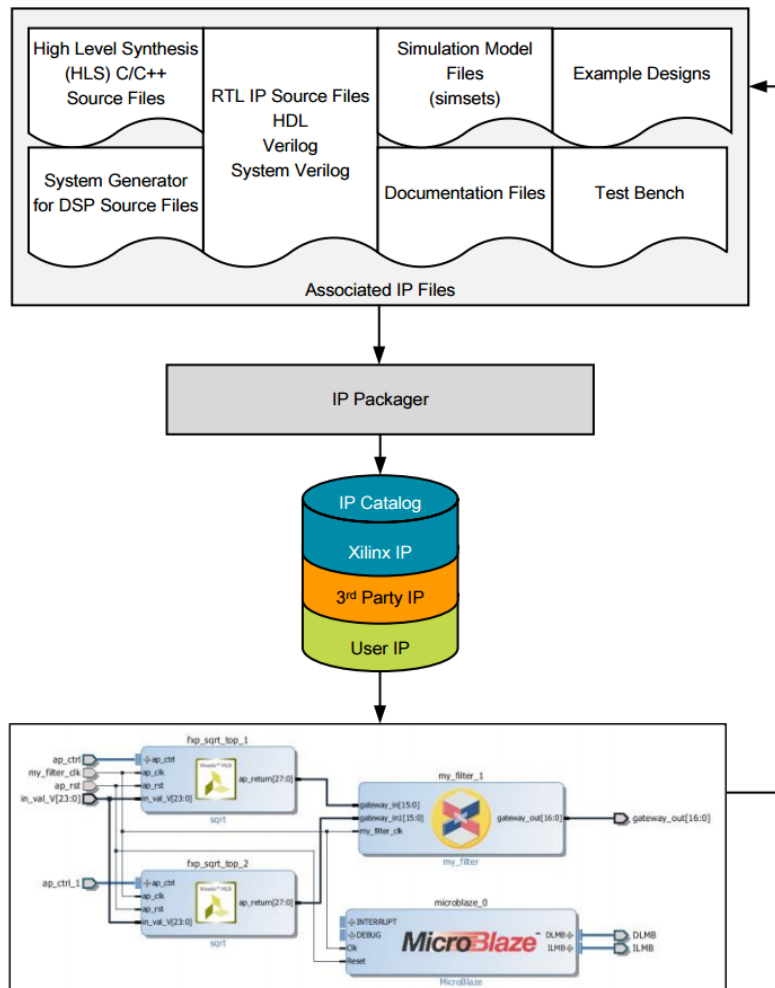 High Level Synthesis
(HLS) C/C++
Source Files
RTL IP Source Files
HDL
Verilog
System Verilog
Simulation Model
Files
(simsets)
Example Designs
System Generator
for DSP Source Files
Documentation Files
Test Bench
Associated IP Files
IP Packager
IP Catalog
Xilinx IP
3rd Party IP
User IP
fxp_sqrt_top_1
ap_ctrl
my_filter_clk
ap_rst
in_val_V[23:0]
ap_ctrl
ap_clk
ap_rst
in_val_V[23:0]
Vivado™ HLS
ap_return[27:0]
sqrt
my_filter_1
gateway_in[15:0]
gateway_in1[15:0]
my_filter_clk
gateway_out[16:0]
gateway_out[16:0]
my_filter
fxp_sqrt_top_2
ap_ctrl_1
ap_ctrl
ap_clk
ap_rst
in_val_V[23:0]
Vivado™ HLS
ap_return[27:0]
sqrt
microblaze_0
INTERRUPT
DEBUG
Clk
Reset
MicroBlaze™
DLMB
ILMB
DLMB
ILMB
MicroBlaze